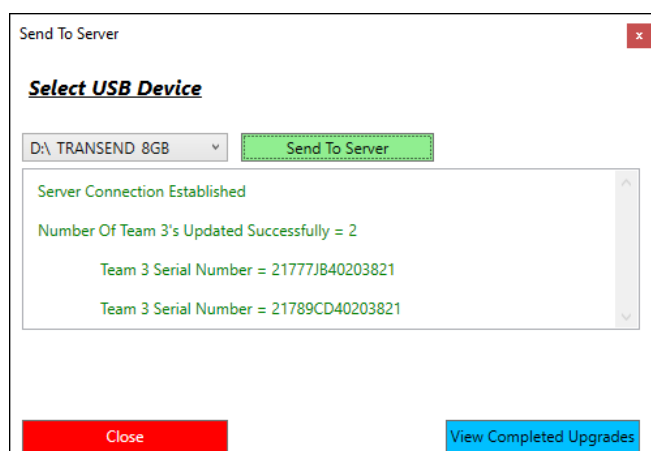 Send To Server
x
Select USB Device
D:\ TRANSEND 8GB
Send To Server
Server Connection Established
Number Of Team 3's Updated Successfully = 2
Team 3 Serial Number = 21777JB40203821
Team 3 Serial Number = 21789CD40203821
Close
View Completed Upgrades